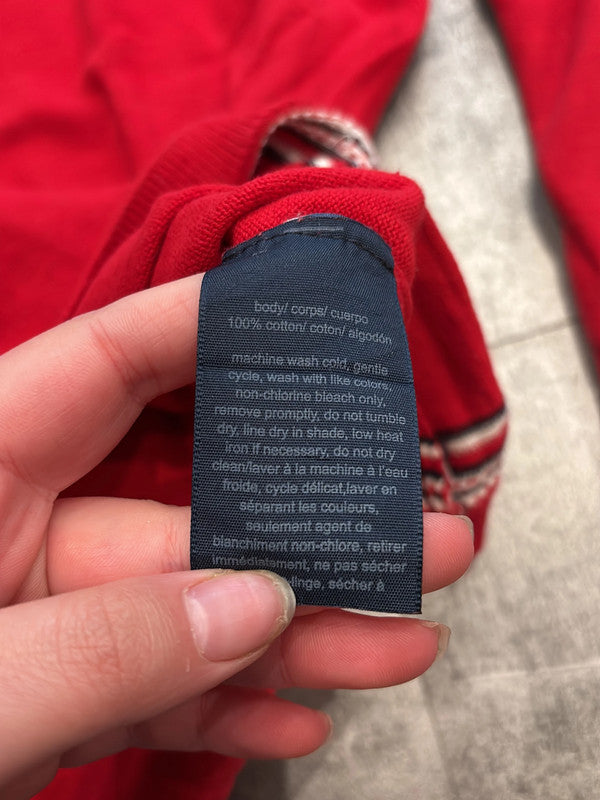 body/ corps/ cuerpo
100% cotton/ coton/ algodón
machine wash cold, gentle
cycle, wash with like colors,
non-chlorine bleach only,
remove promptly, do not tumble
dry, line dry in shade, low heat
iron if necessary, do not dry
clean/laver à la machine à l'eau
froide, cycle délicat,laver en
séparant les couleurs,
seulement agent de
blanchiment non-chlore, retirer
immédiatement, ne pas sécher
linge, sécher à